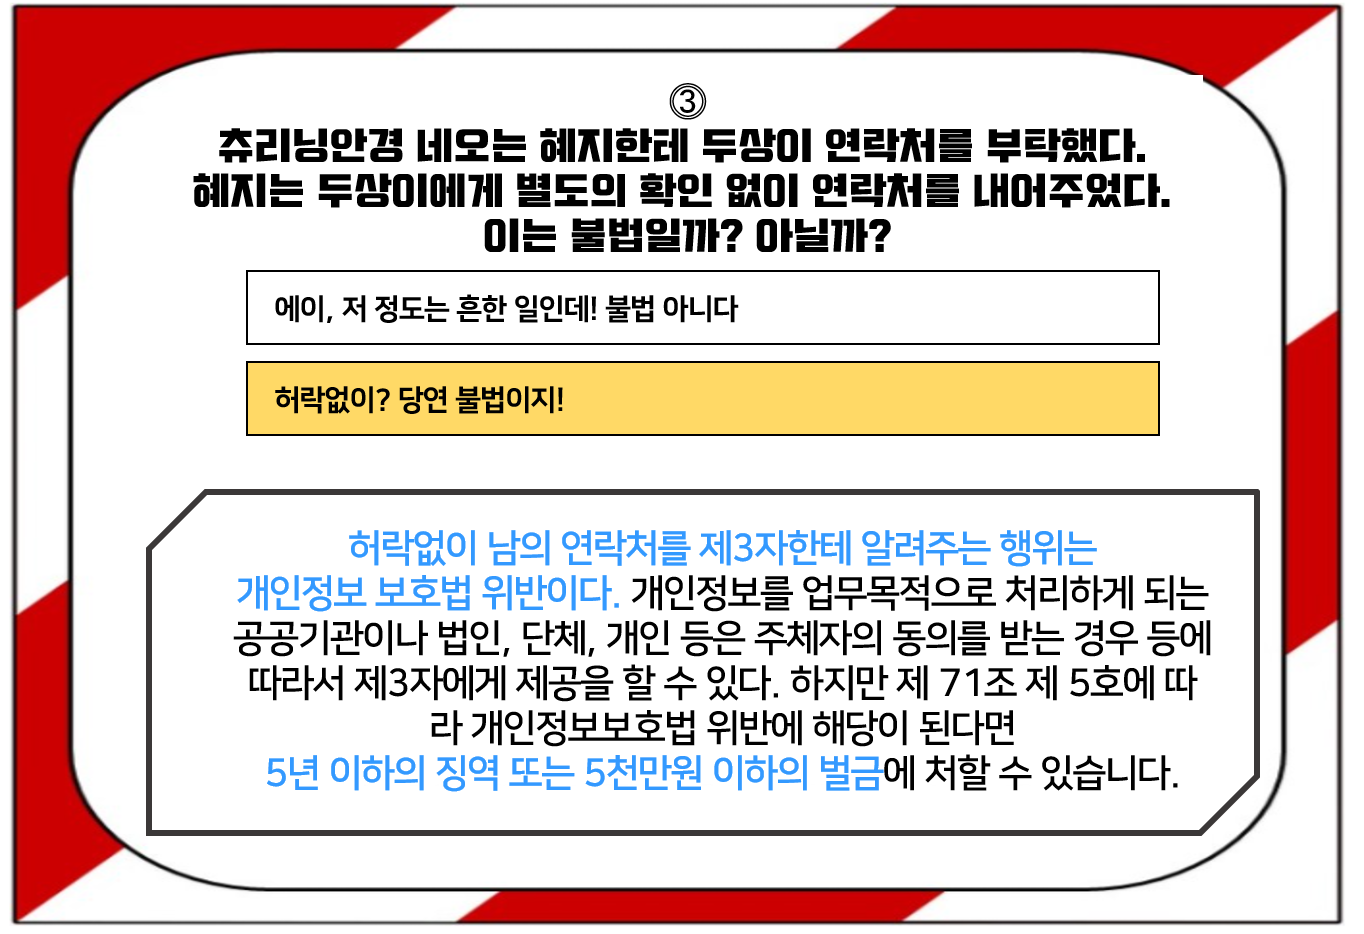 ③
츄리닝안경 네오는 혜지한테 두상이 연락처를 부탁했다.
혜지는 두상이에게 별도의 확인 없이 연락처를 내어주었다.
이는 불법일까? 아닐까?
에이, 저 정도는 흔한 일인데! 불법 아니다
허락없이? 당연 불법이지!
허락없이 남의 연락처를 제3자한테 알려주는 행위는
개인정보 보호법 위반이다. 개인정보를 업무목적으로 처리하게 되는
공공기관이나 법인, 단체, 개인 등은 주체자의 동의를 받는 경우 등에
따라서 제3자에게 제공을 할 수 있다. 하지만 제 71조 제 5호에 따
라 개인정보보호법 위반에 해당이 된다면
5년 이하의 징역 또는 5천만원 이하의 벌금에 처할 수 있습니다.